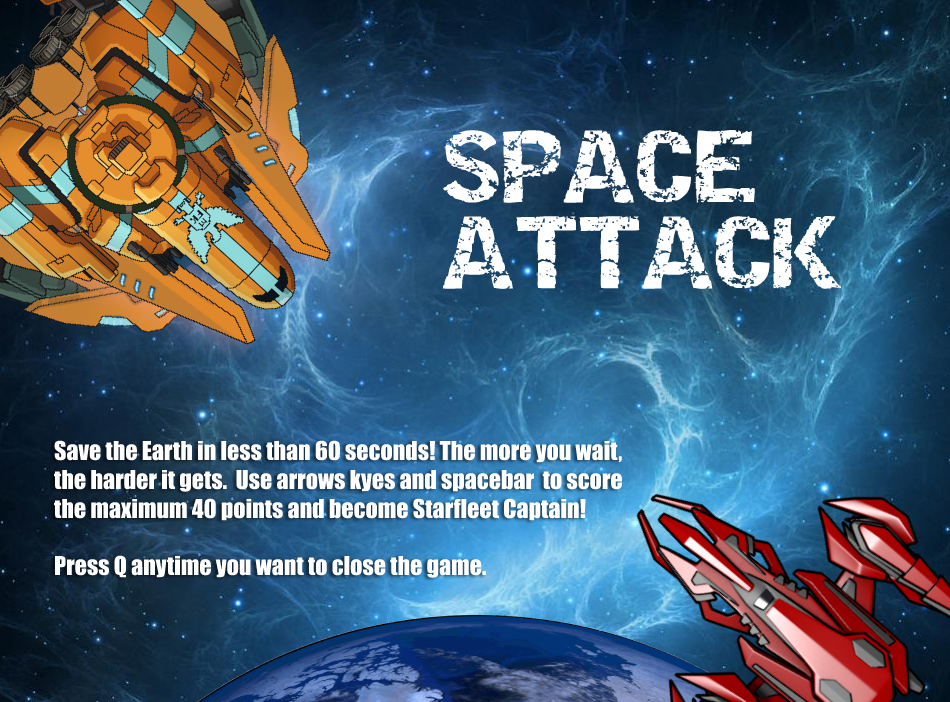 SPACE
ATTACK
Save the Earth in less than 60 seconds! The more you wait,
the harder it gets.  Use arrows kyes and spacebar  to score
the maximum 40 points and become Starfleet Captain!
Press Q anytime you want to close the game.